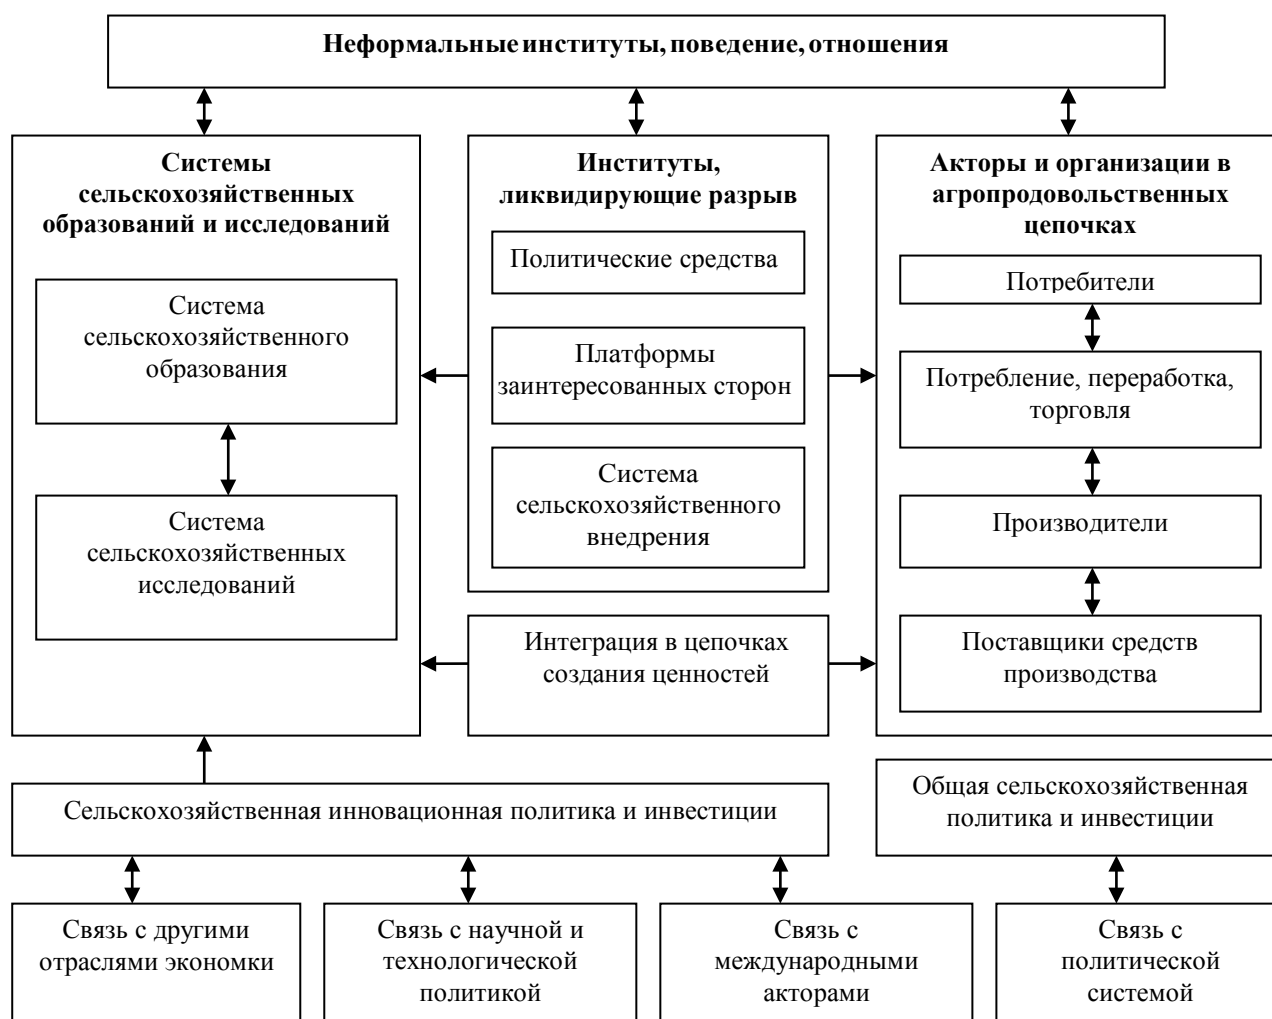 Неформальные институты, поведение, отношения
Системы
сельскохозяйственных
образований и исследований
Система
сельскохозяйственного
образования
Система
сельскохозяйственных
исследований
Институты,
ликвидирующие разрыв
Политические средства
Платформы
заинтересованных сторон
Система
сельскохозяйственного
внедрения
Интеграция в цепочках
создания ценностей
Акторы и организации в
агропродовольственных
цепочках
Потребители
Потребление, переработка,
торговля
Производители
Поставщики средств
производства
Сельскохозяйственная инновационная политика и инвестиции
Общая сельскохозяйственная
политика и инвестиции
Связь с другими
отраслями экономки
Связь с научной и
технологической
политикой
Связь с
международными
акторами
Связь с
политической
системой